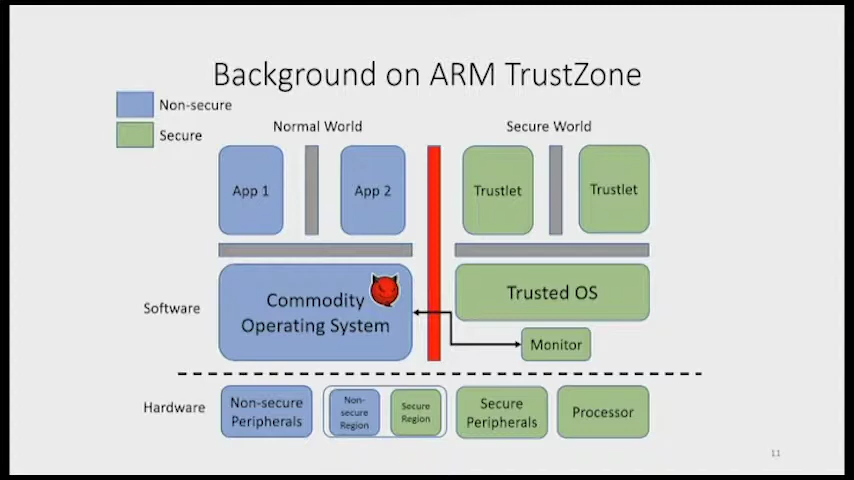 Background on ARM TrustZone
Non-secure
Secure
Normal World
Secure World
App 1
App 2
Trustlet
Trustlet
Software
Commodity
Operating System
Trusted OS
Monitor
Hardware
Non-secure
Peripherals
Non-
secure
Region
Secure
Region
Secure
Peripherals
Processor
11